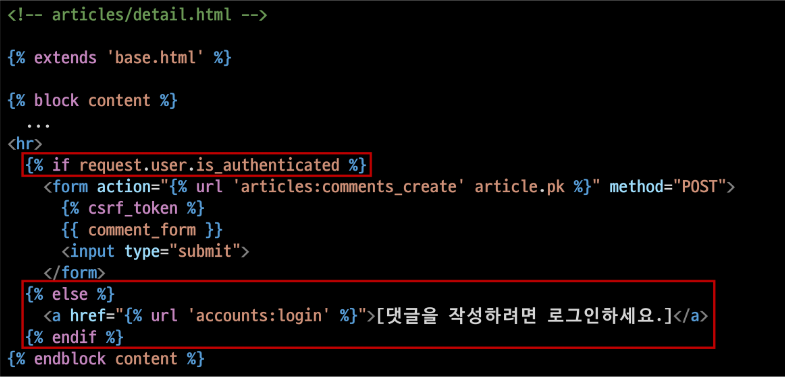 <!-- articles/detail.html -->
{% extends 'base.html' %}
{% block content %}
...
<hr>
{% if request.user.is_authenticated %}
<form action="{% url 'articles:comments_create' article.pk %}" method="POST">
{% csrf_token %}
{{ comment_form }}
<input type="submit">
</form>
{% else %}
<a href="{% url 'accounts:login' %}">[댓글을 작성하려면 로그인하세요.]</a>
{% endif %}
{% endblock content %}